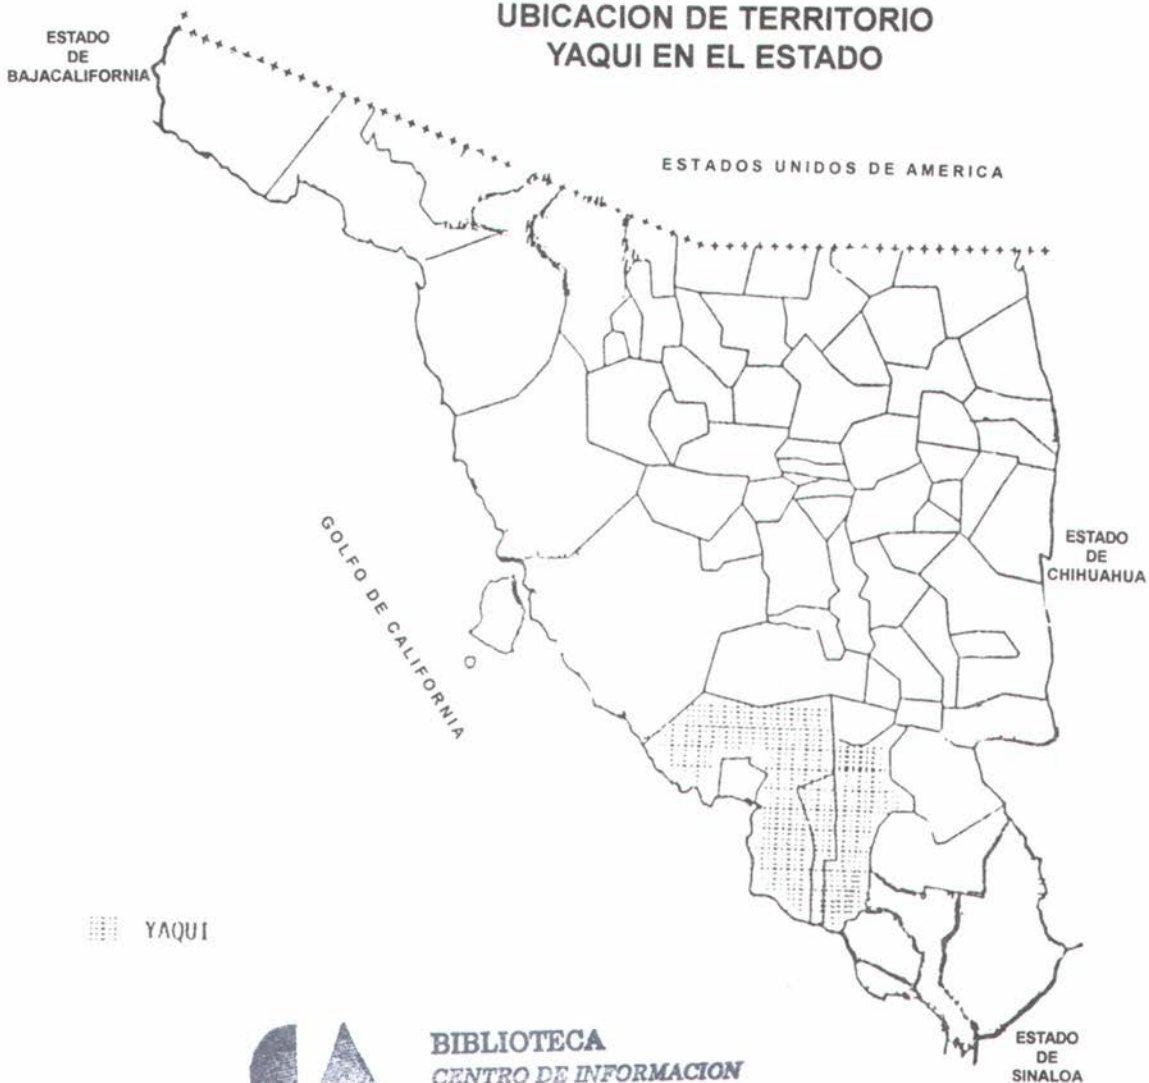 UBICACION DE TERRITORIO
YAQUI EN EL ESTADO
ESTADO
DE
BAJACALIFORNIA
ESTADOS UNIDOS DE AMERICA
GOLFO DE CALIFORNIA
ESTADO
DE
CHIHUAHUA
YAQUI
ESTADO
DE
SINALOA
BIBLIOTECA
CENTRO DE INFORMACION